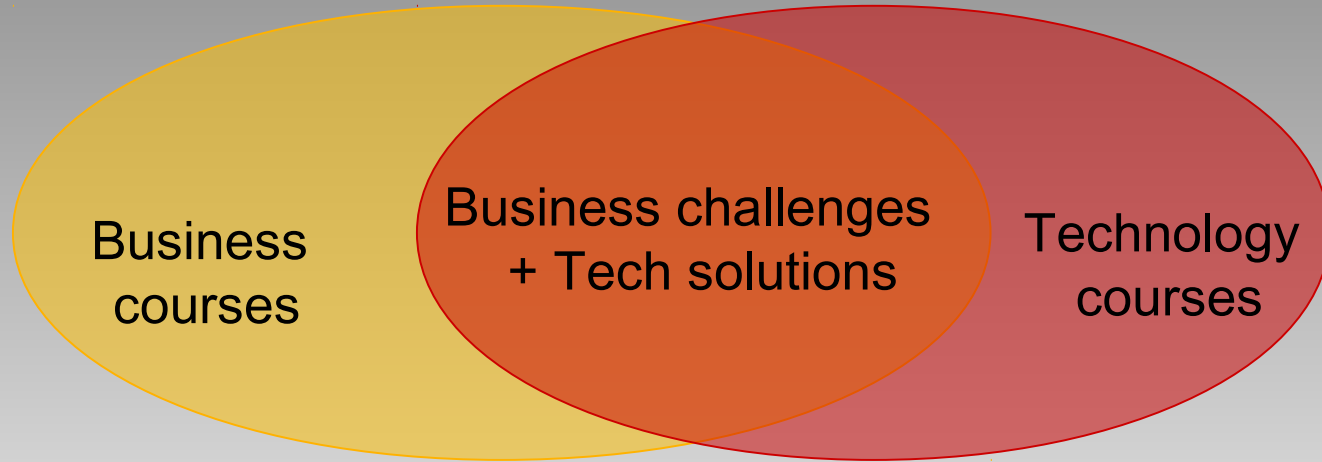 Business
courses
Business challenges
+ Tech solutions
Technology
courses